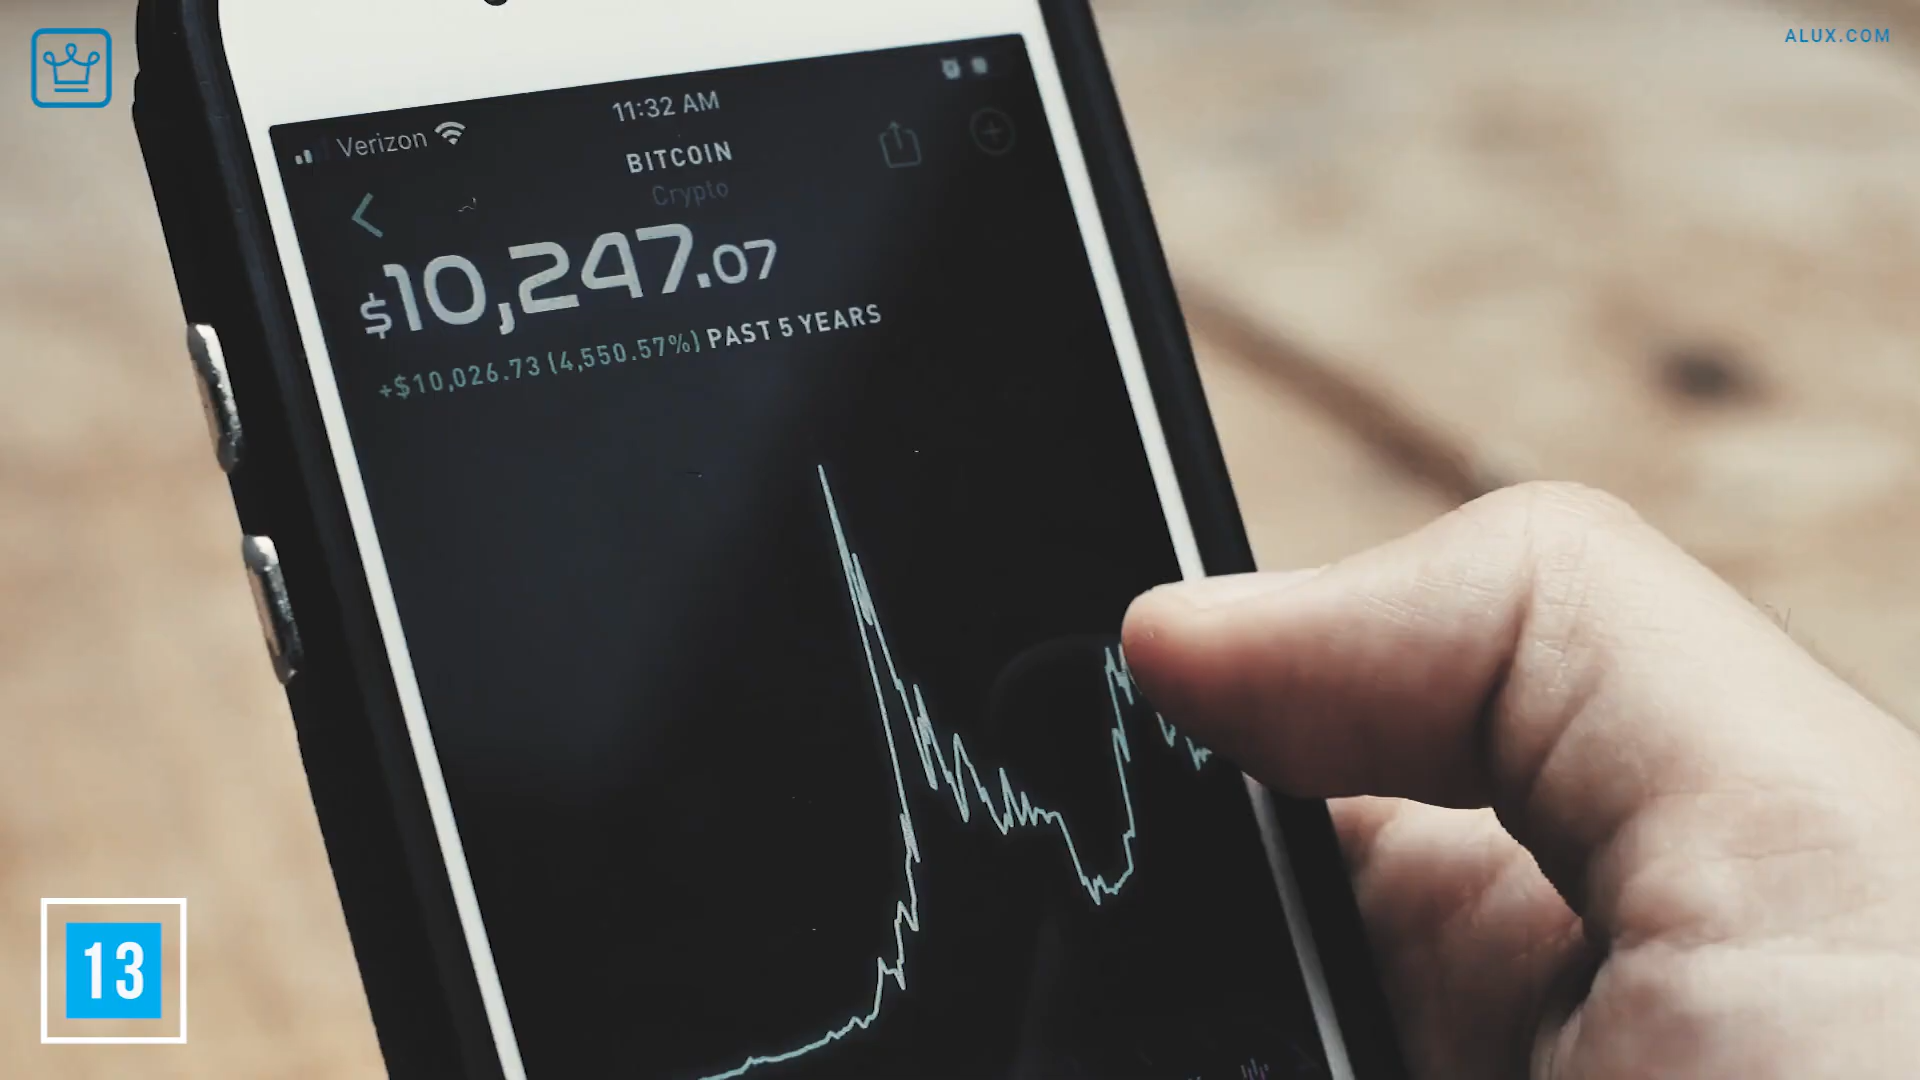 ALUX.COM
Verizon
11:32 AM
BITCOIN
Crypto
$10,247.07
+$10,026.73 (4,550.57%) PAST 5 YEARS
13